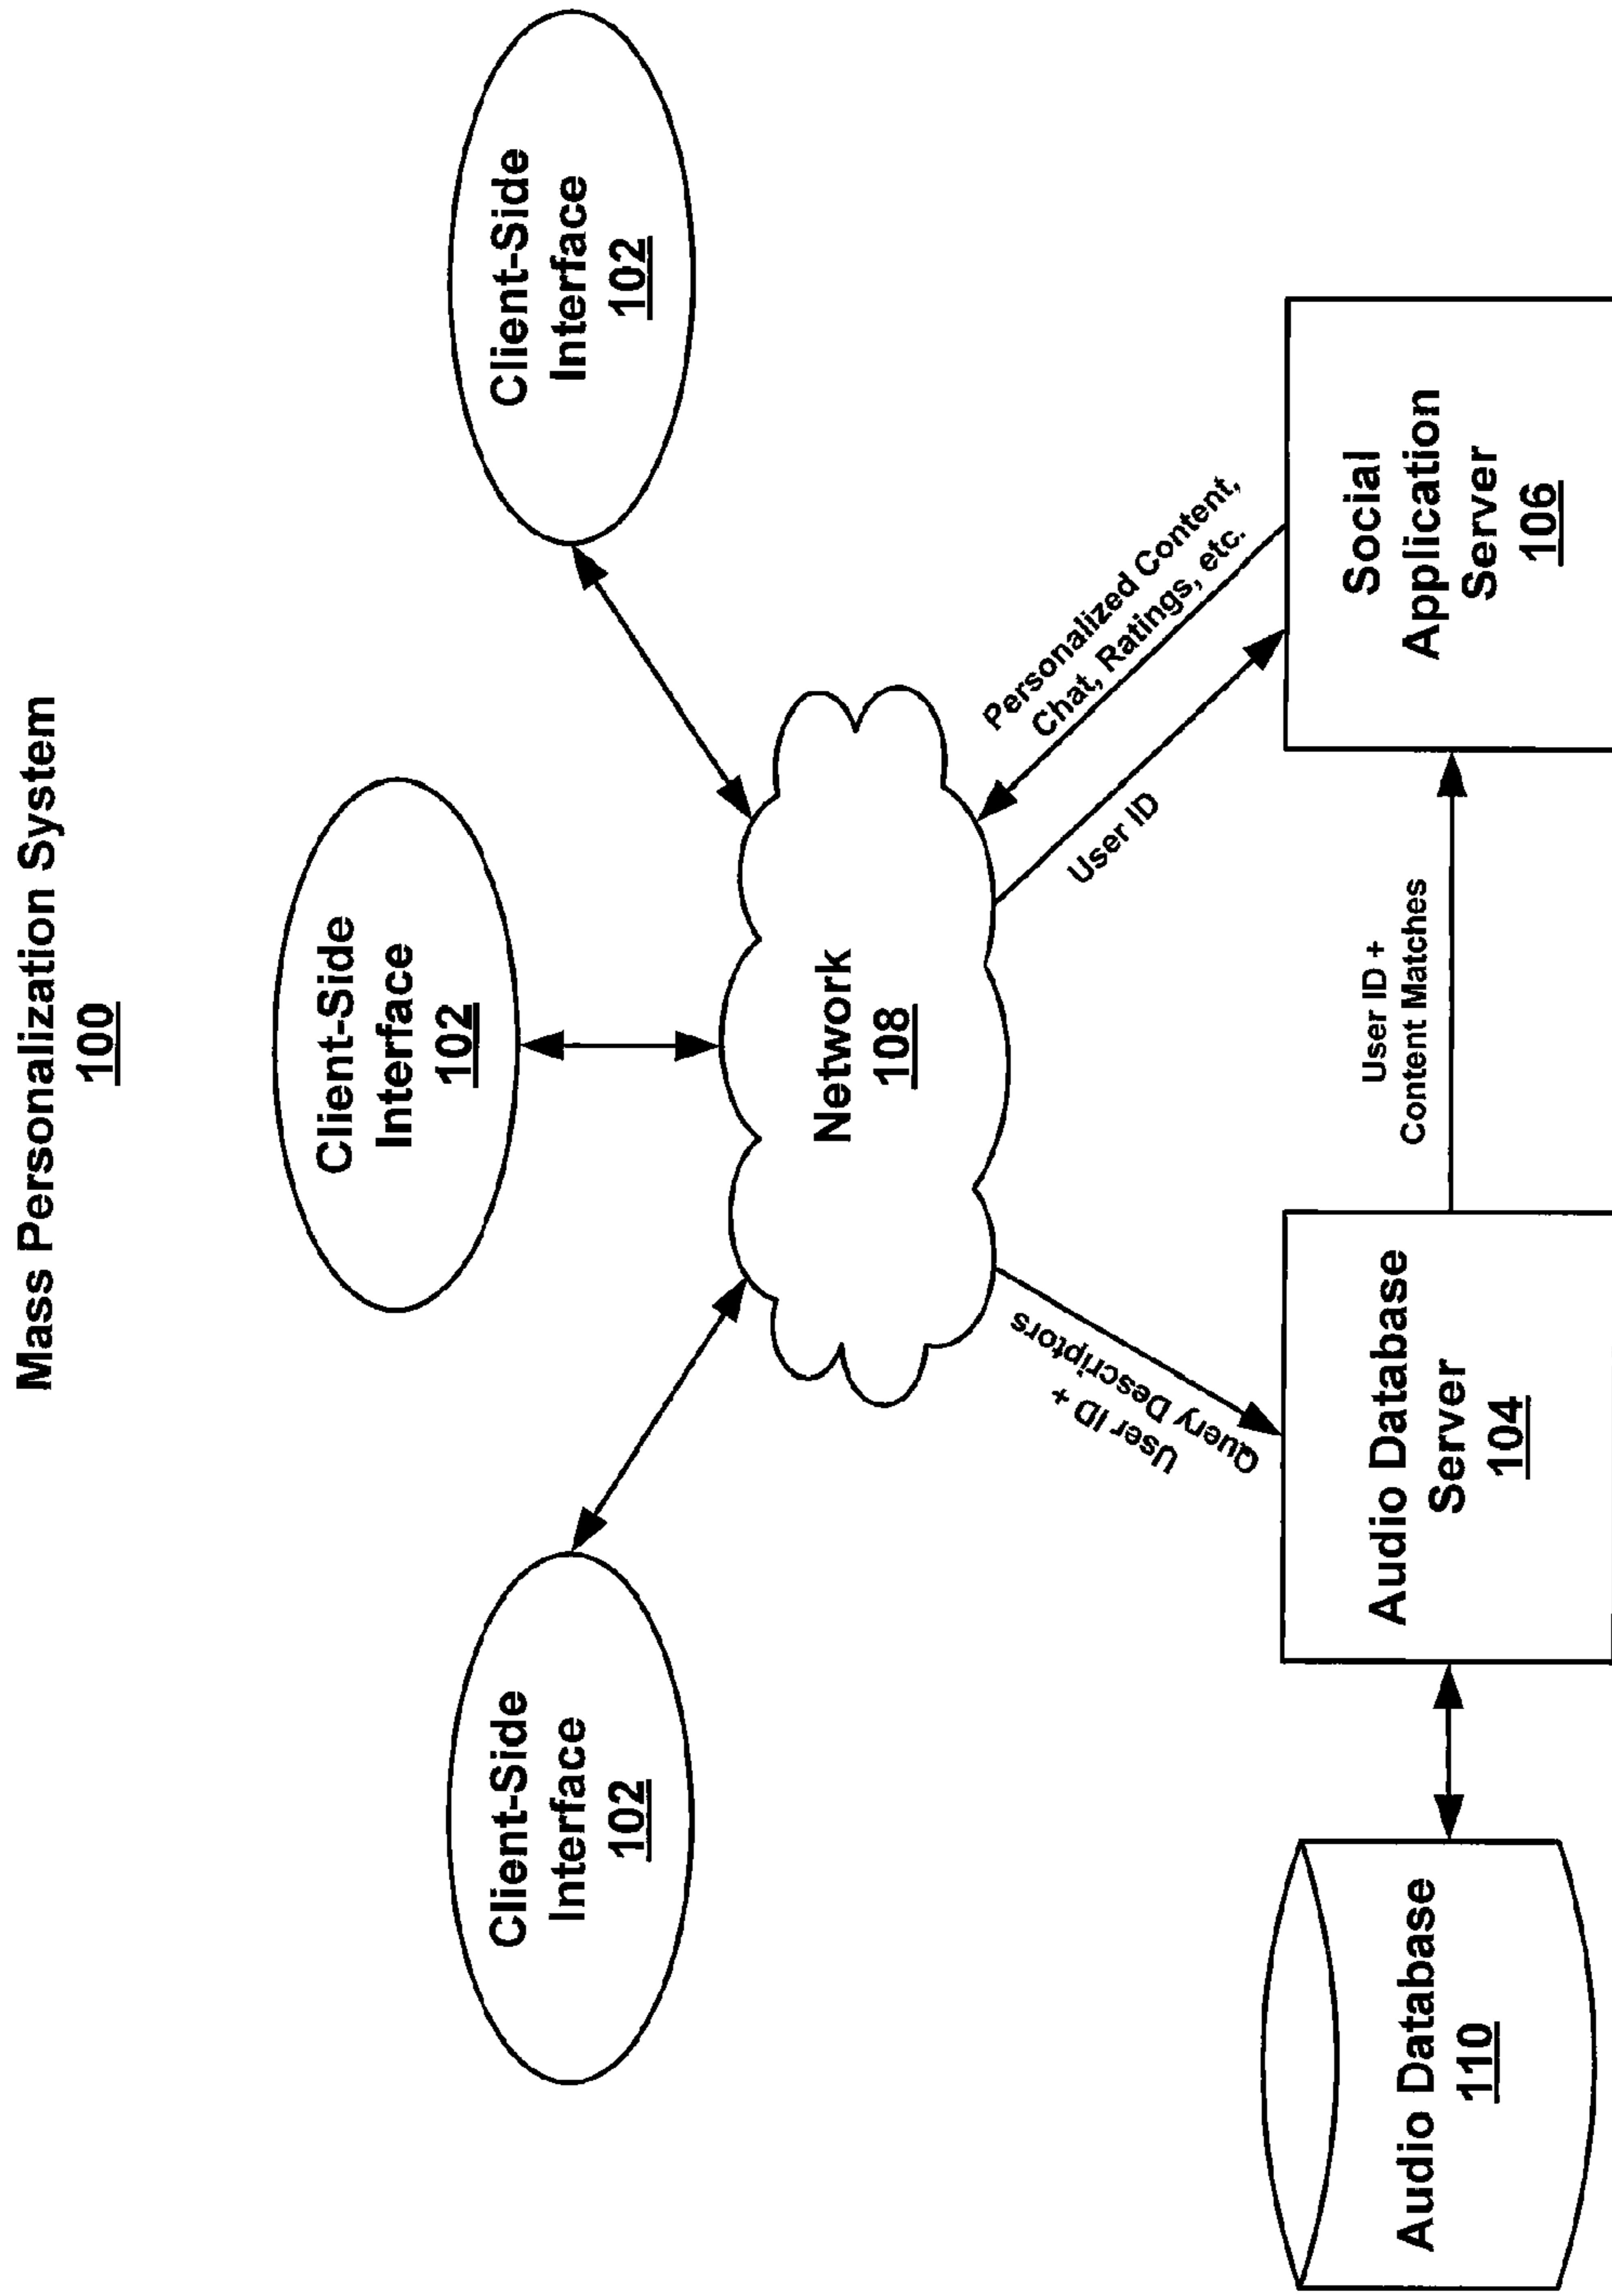 Mass Personalization System
100
Client-Side
Interface
102
Client-Side
Interface
102
Client-Side
Interface
102
Network
108
User ID +
Query Descriptors
User ID
Personalized Content,
Chat, Ratings, etc.
Audio Database
110
Audio Database
Server
104
User ID +
Content Matches
Social
Application
Server
106